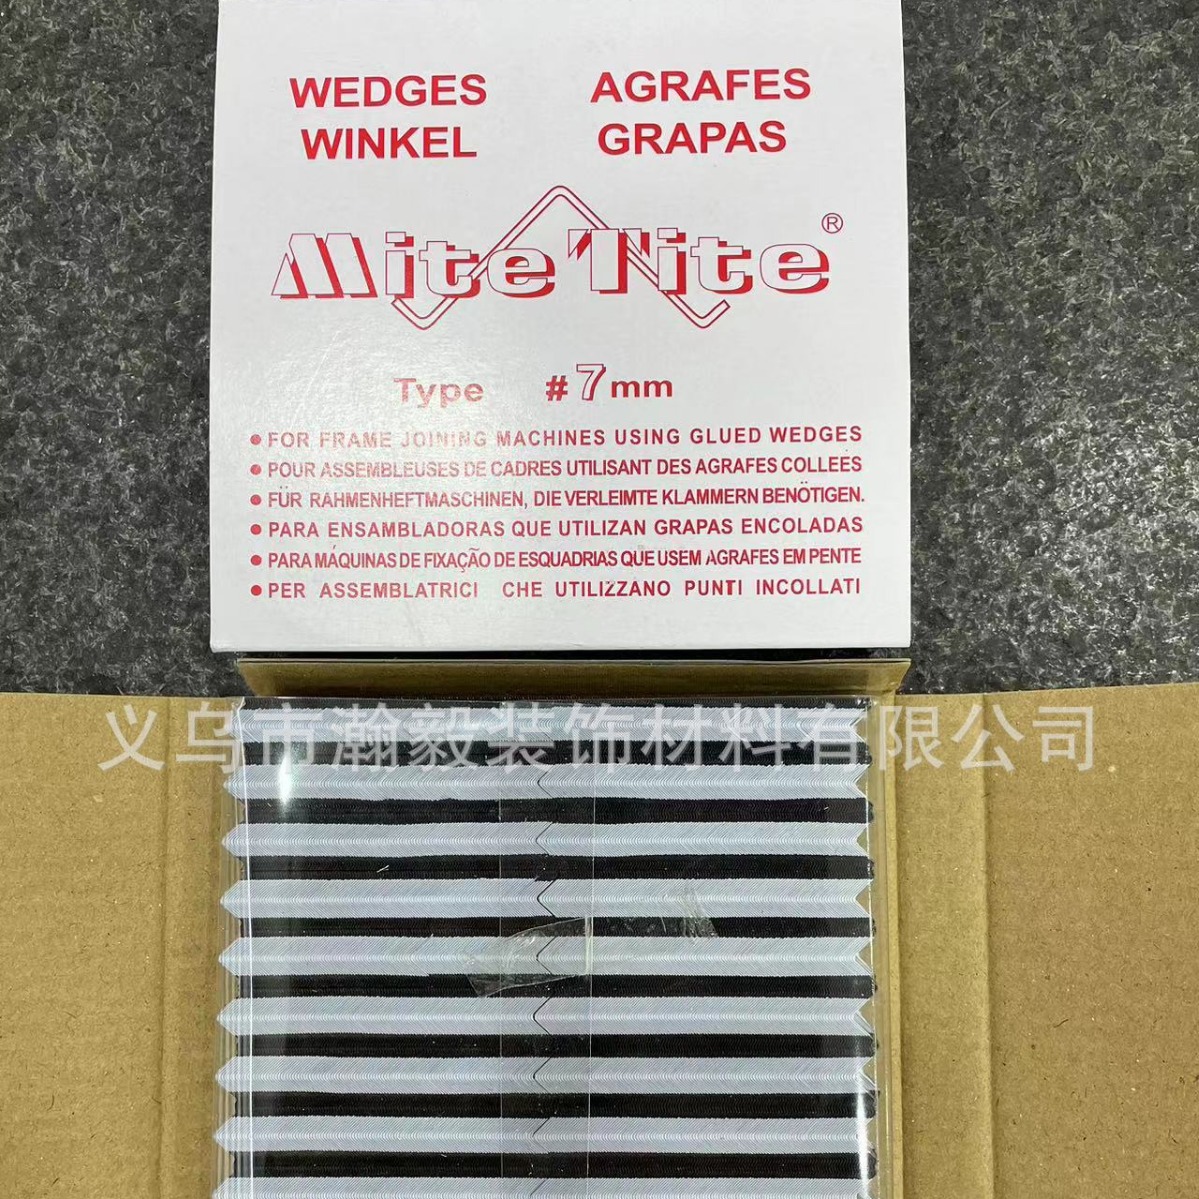 WEDGES AGRAFES
WINKEL GRAPAS
Mite Tite®
Type #7mm
• FOR FRAME JOINING MACHINES USING GLUED WEDGES
• POUR ASSEMBLEUSES DE CADRES UTILISANT DES AGRAFES COLLEES
• FÜR RAHMENHEFTMASCHINEN, DIE VERLEIMTE KLAMMERN BENÖTIGEN.
• PARA ENSAMBLADORAS QUE UTILIZAN GRAPAS ENCOLADAS
• PARA MÁQUINAS DE FIXAÇÃO DE ESQUADRIAS QUE USEM AGRAFES EM PENTE
• PER ASSEMBLATRICI CHE UTILIZZANO PUNTI INCOLLATI
义乌市瀚毅装饰材料有限公司